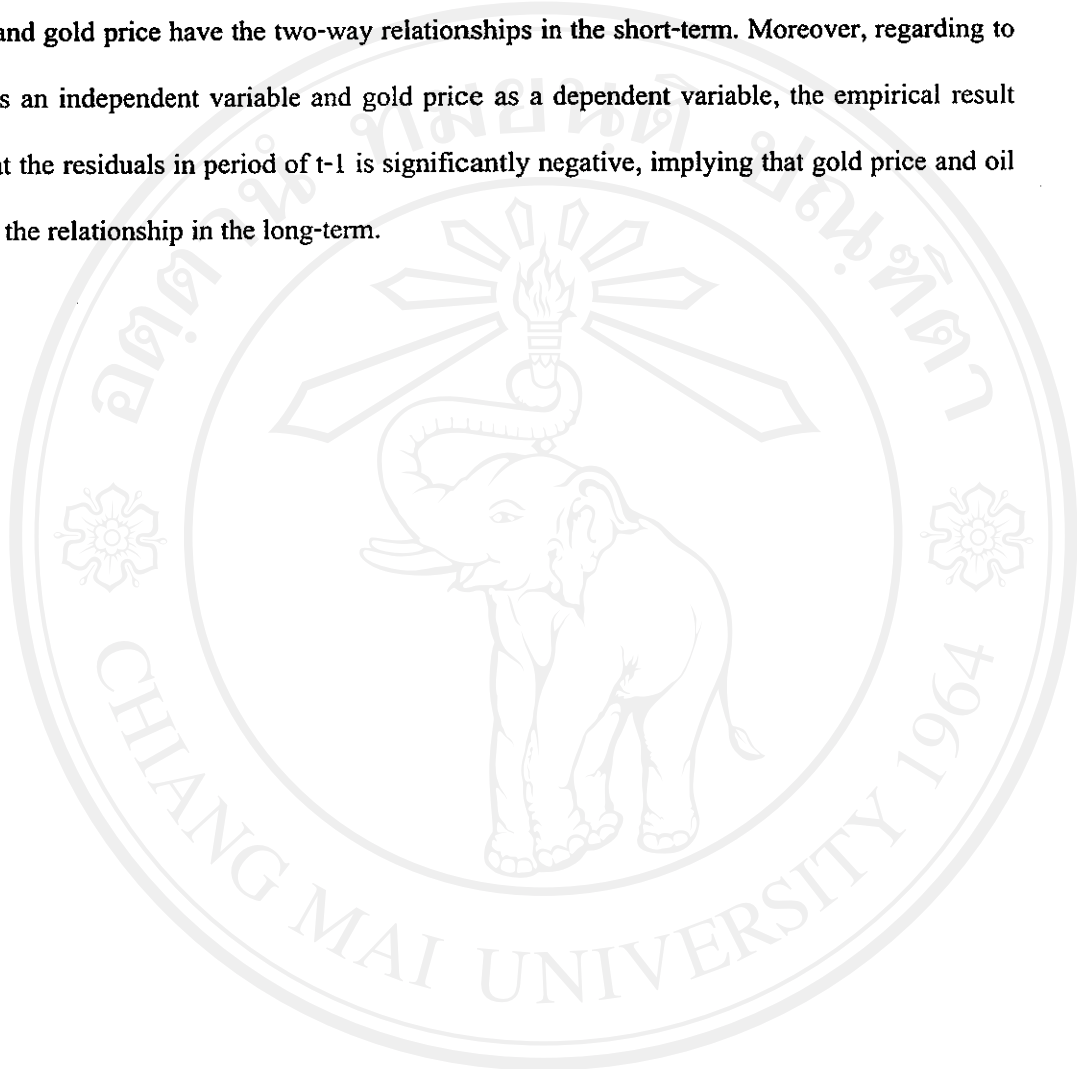 and gold price have the two-way relationships in the short-term. Moreover, regarding to
s an independent variable and gold price as a dependent variable, the empirical result
t the residuals in period of t-1 is significantly negative, implying that gold price and oil
the relationship in the long-term.
CHIANG MAI UNIVERSITY 1964